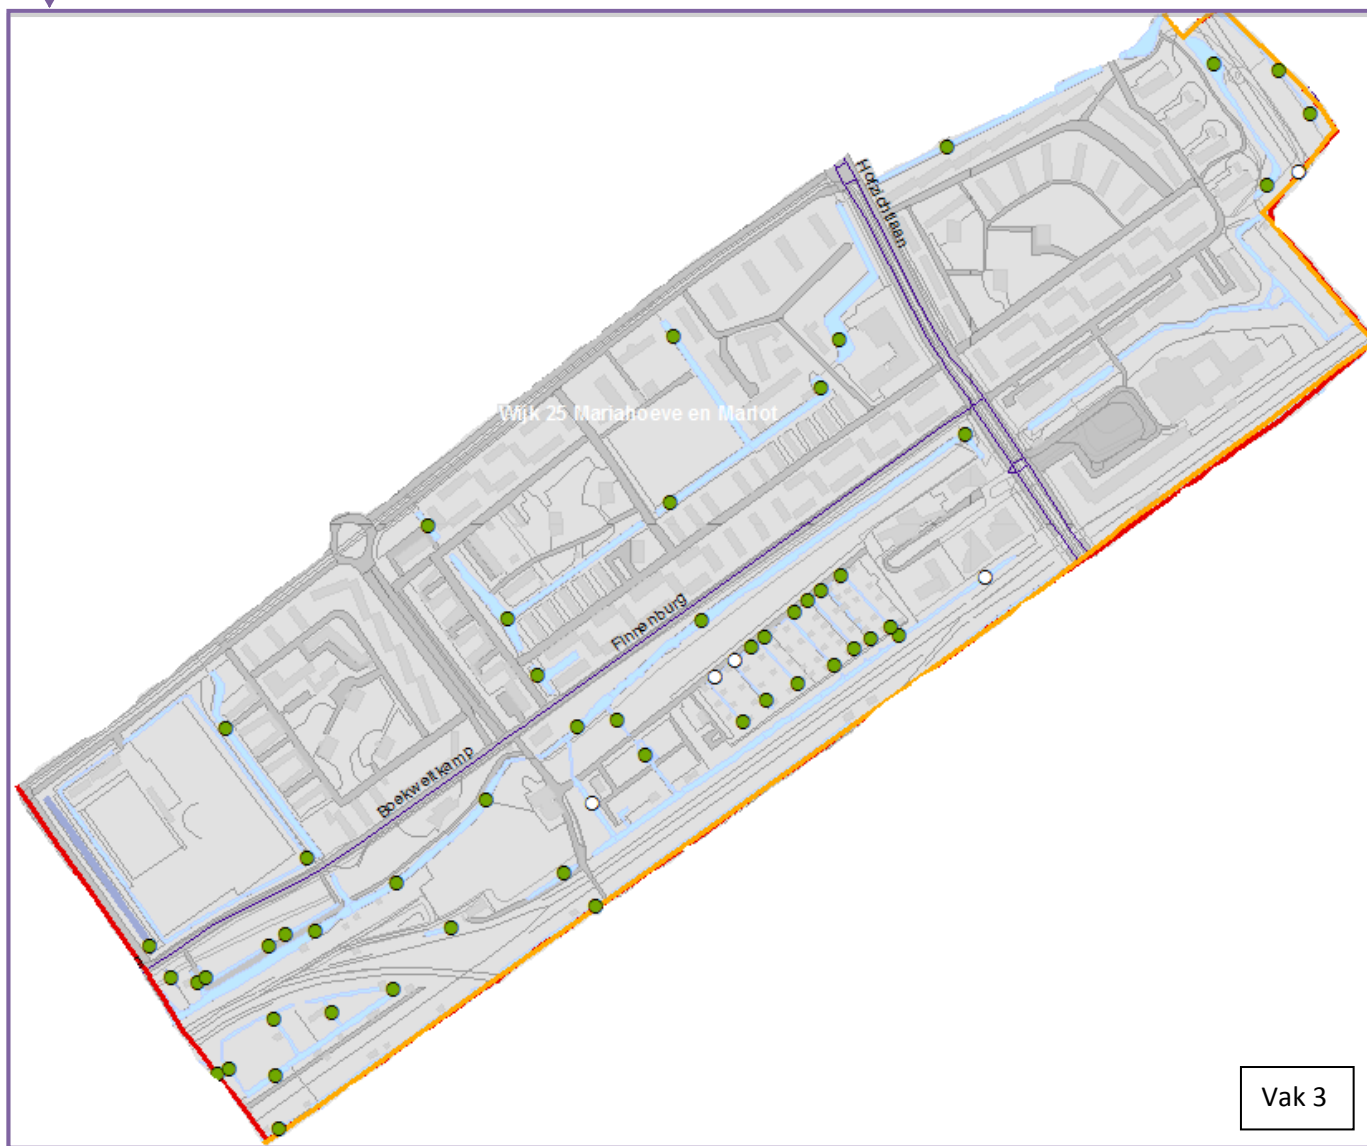 Hofzichtlaan
Wijk 25 Mariahoeve en Marlot
Finnenburg
Boekweitkamp
Vak 3